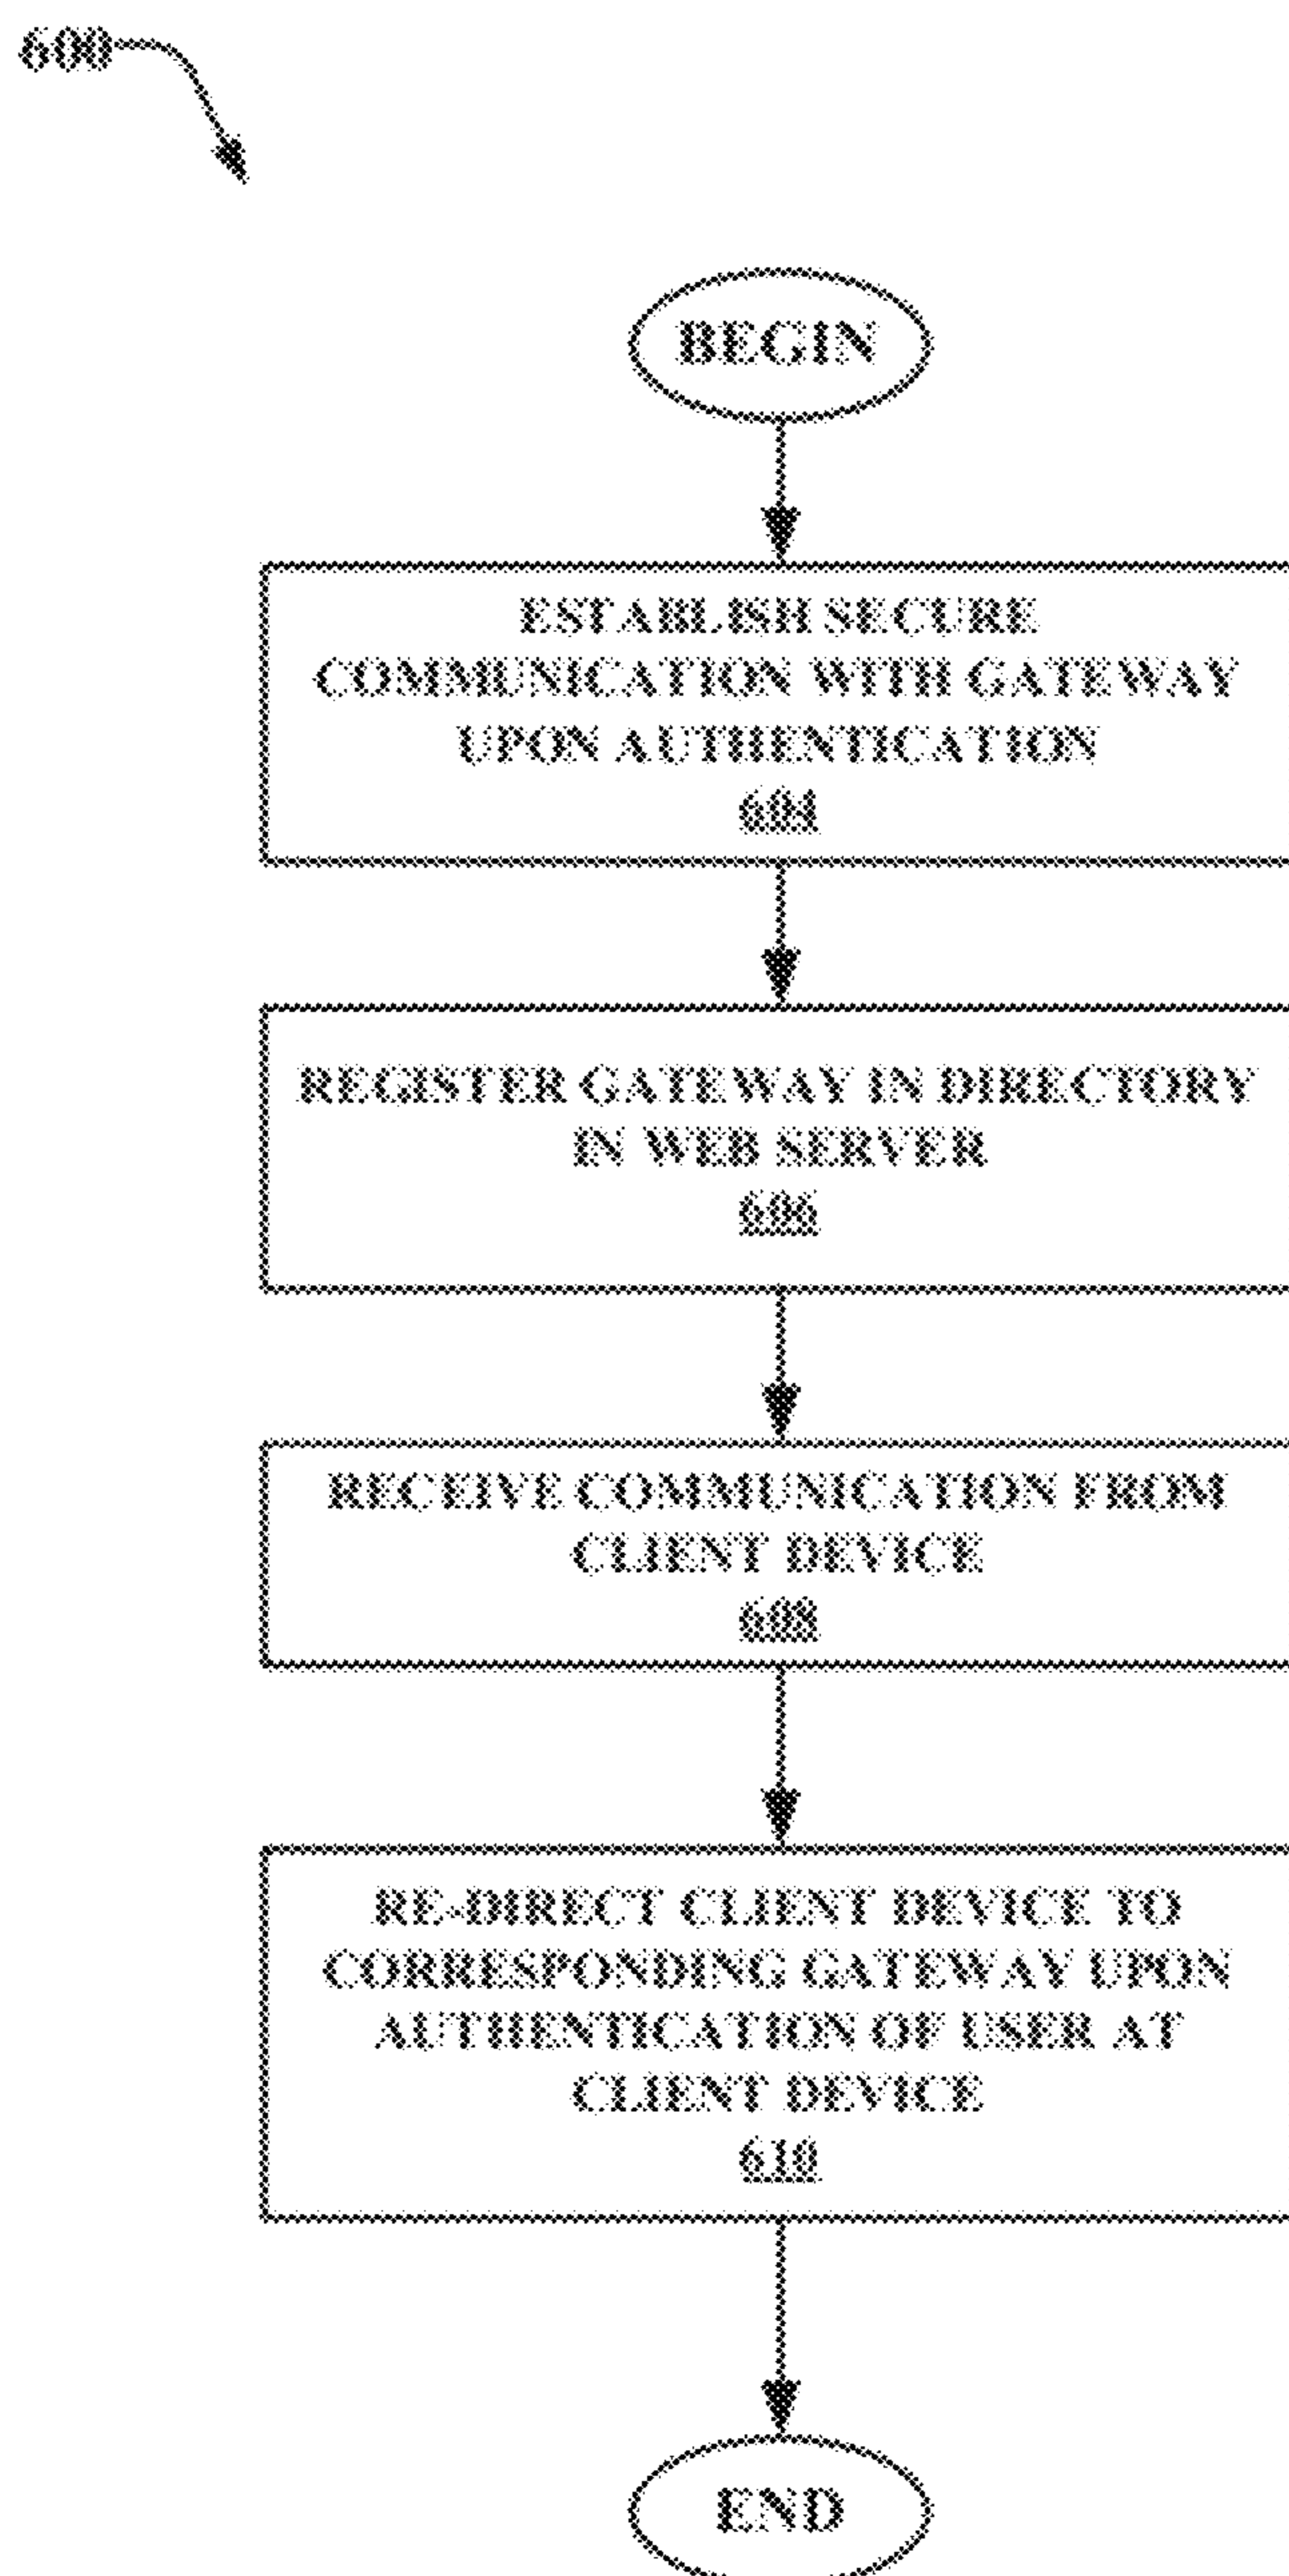 600
BEGIN
ESTABLISH SECURE
COMMUNICATION WITH GATEWAY
UPON AUTHENTICATION
604
REGISTER GATEWAY IN DIRECTORY
IN WEB SERVER
606
RECEIVE COMMUNICATION FROM
CLIENT DEVICE
608
RE-DIRECT CLIENT DEVICE TO
CORRESPONDING GATEWAY UPON
AUTHENTICATION OF USER AT
CLIENT DEVICE
610
END